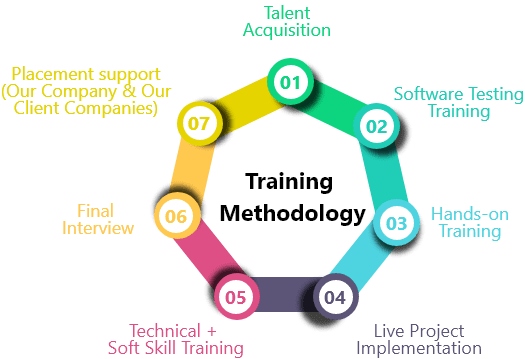 Talent
Acquisition
01
Software Testing
Training
02
Hands-on
Training
03
Live Project
Implementation
04
Technical +
Soft Skill Training
05
Final
Interview
06
Placement support
(Our Company & Our
Client Companies)
07
Training
Methodology